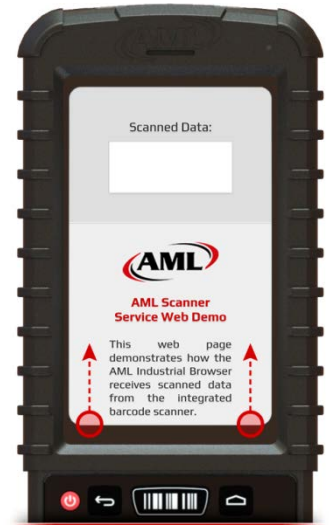 AML
Scanned Data:
AML
AML Scanner
Service Web Demo
This web page
demonstrates how the
AML Industrial Browser
receives scanned data
from the integrated
barcode scanner.